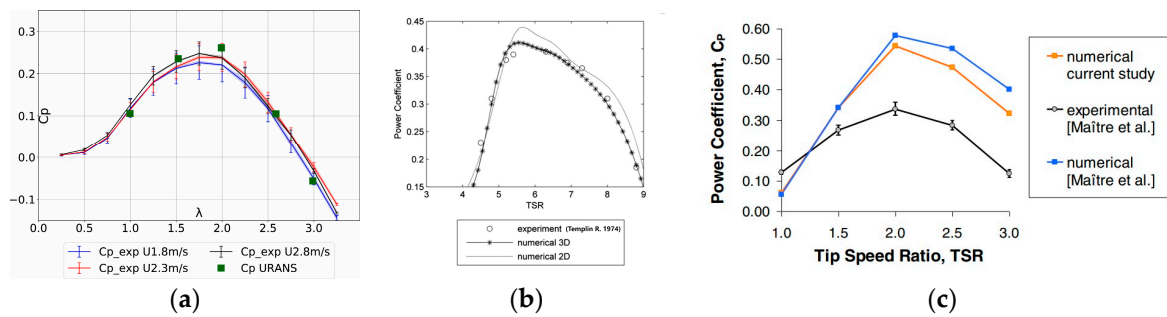 0.3
0.2
0.1
0.0
−0.1
Cp
λ
0.0 0.5 1.0 1.5 2.0 2.5 3.0
Cp_exp U1.8m/s Cp_exp U2.8m/s
Cp_exp U2.3m/s Cp URANS
(a)
0.45
0.4
0.35
0.3
0.25
0.2
0.15
Power Coefficient
3 4 5 6 7 8 9
TSR
experiment (Templin R. 1974)
numerical 3D
numerical 2D
(b)
0.60
0.50
0.40
0.30
0.20
0.10
0.00
Power Coefficient, CP
1.0 1.5 2.0 2.5 3.0
Tip Speed Ratio, TSR
numerical
current study
experimental
[Maître et al.]
numerical
[Maître et al.]
(c)